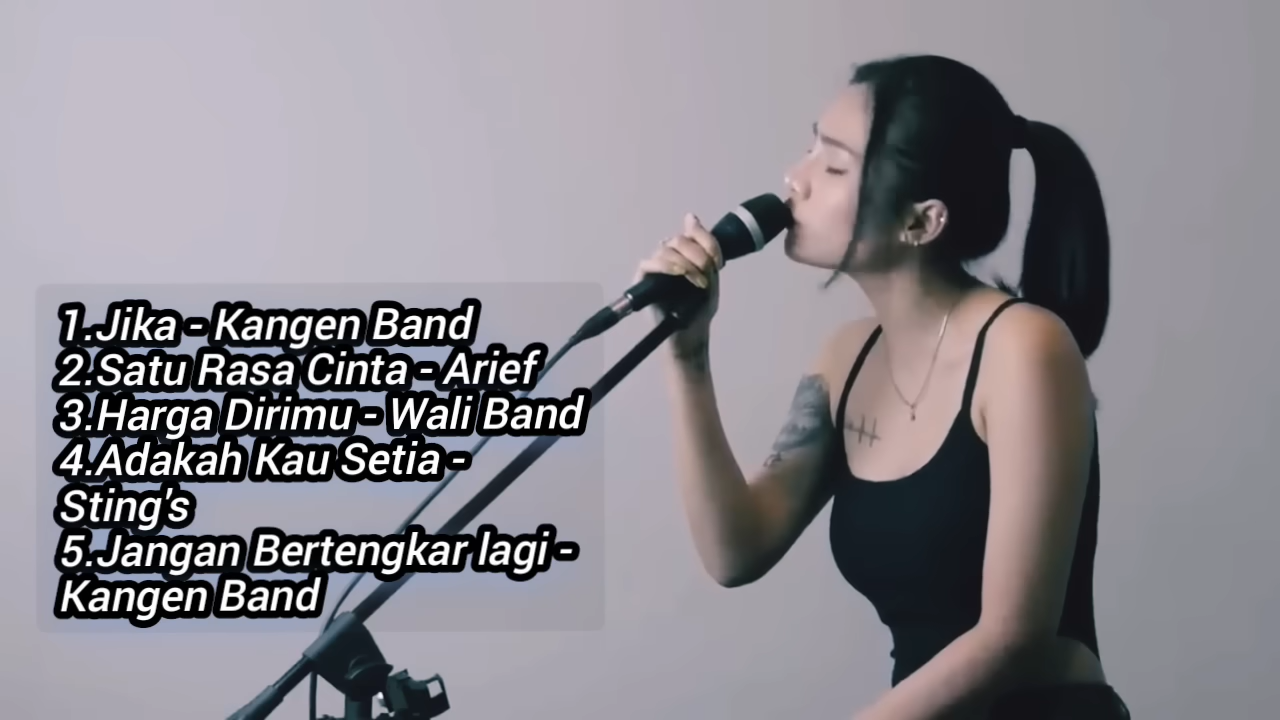 1.Jika - Kangen Band
2.Satu Rasa Cinta - Arief
3.Harga Dirimu - Wali Band
4.Adakah Kau Setia -
Sting's
5.Jangan Bertengkar lagi -
Kangen Band